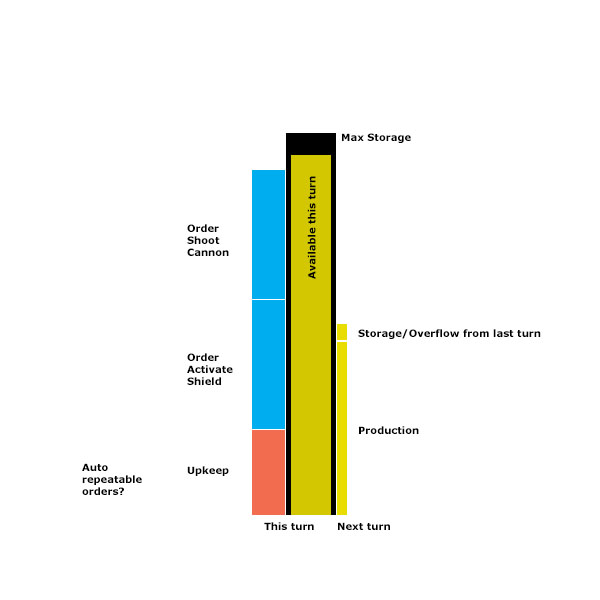 Max Storage
Available this turn
Order
Shoot
Cannon
Storage/Overflow from last turn
Order
Activate
Shield
Production
Upkeep
Auto
repeatable
orders?
This turn
Next turn